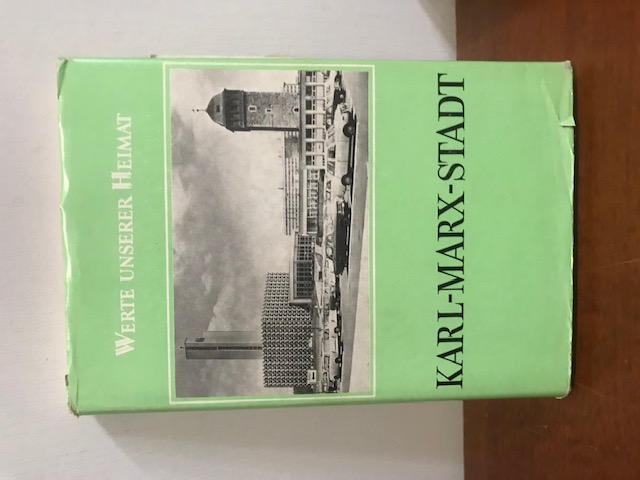 WERTE UNSERER HEIMAT
KARL-MARX-STADT